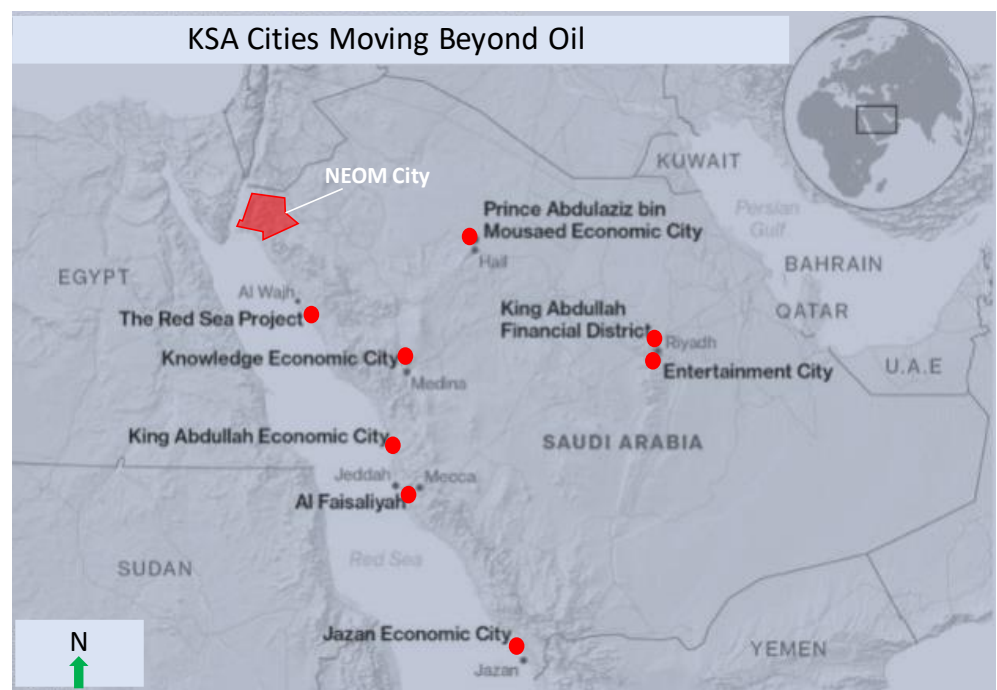 KSA Cities Moving Beyond Oil
KUWAIT
NEOM City
Prince Abdulaziz bin
Mousaed Economic City
Persian
Gulf
Hail
BAHRAIN
EGYPT
Al Wajh
King Abdullah
Financial District
QATAR
The Red Sea Project
Riyadh
Knowledge Economic City
Entertainment City
U.A.E
Medina
King Abdullah Economic City
SAUDI ARABIA
Jeddah
Mecca
Al Faisaliyah
Red Sea
SUDAN
Jazan Economic City
N
YEMEN
Jazan